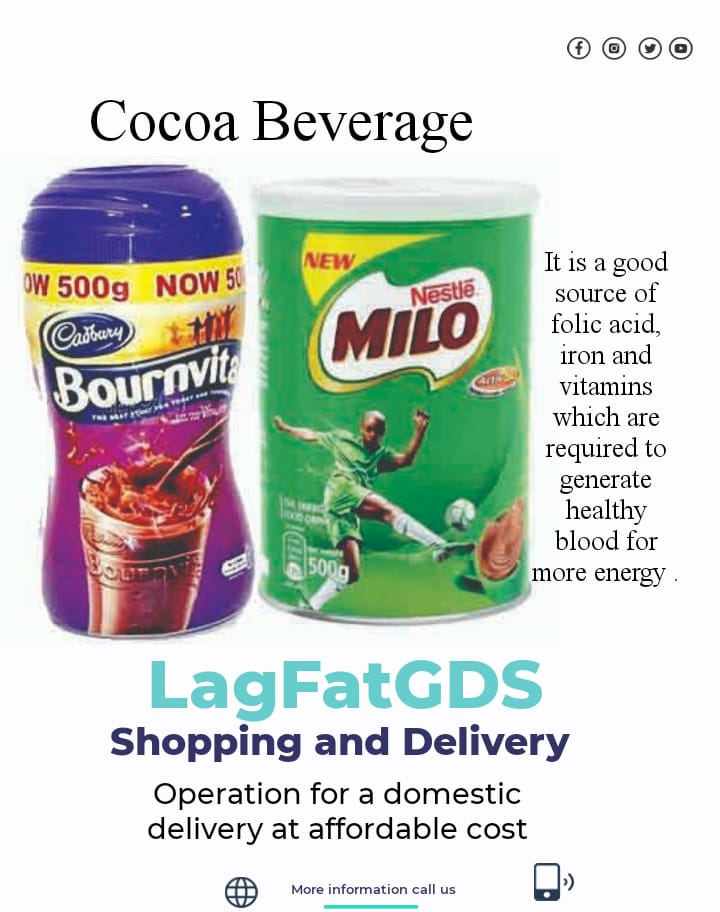 Cocoa Beverage
OW 500g NOW 50
Cadbury
Bournvita
NEW
Nestlé
MILO
500g
It is a good
source of
folic acid,
iron and
vitamins
which are
required to
generate
healthy
blood for
more energy .
LagFatGDS
Shopping and Delivery
Operation for a domestic
delivery at affordable cost
More information call us